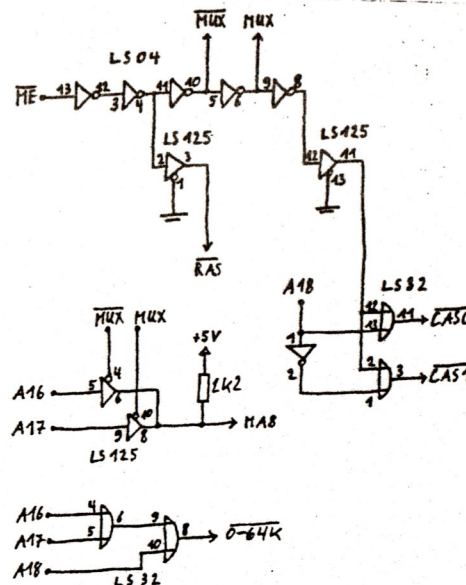 MUX MUX
LS04
ME 13 12 3 4 11 10 5 6 9 8
LS125
2 3
1
LS125
12 11
13
RAS
A18
LS32
12 11 CAS0
13
1
2
2 3 CAS1
1
MUX MUX
+5V
2k2
4
A16 5 6
10
A17 9 8 MA8
LS125
A16 4 6 9 8 0-64K
A17 5 10
A18
LS32